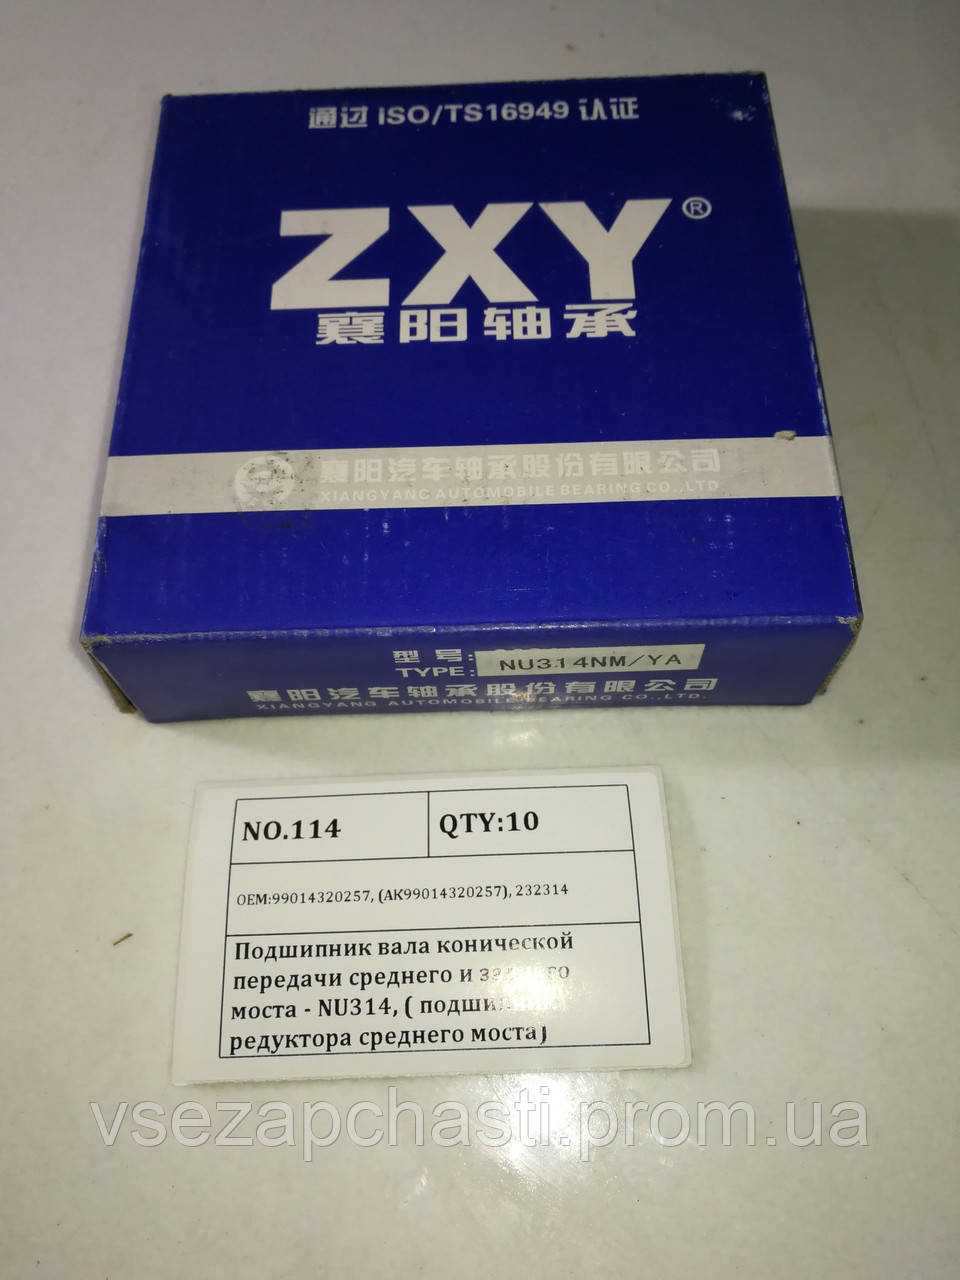 通过 ISO/TS16949 认证
ZXY®
襄阳轴承
襄阳汽车轴承股份有限公司
XIANGYANG AUTOMOBILE BEARING CO.,LTD
型号:
TYPE: NU314NM/YA
襄阳汽车轴承股份有限公司
XIANGYANG AUTOMOBILE BEARING CO.,LTD.
NO.114 QTY:10
OEM:99014320257, (AK99014320257), 232314
Подшипник вала конической
передачи среднего и заднего
моста - NU314, ( подшипник
редуктора среднего моста)
vsezapchasti.prom.ua